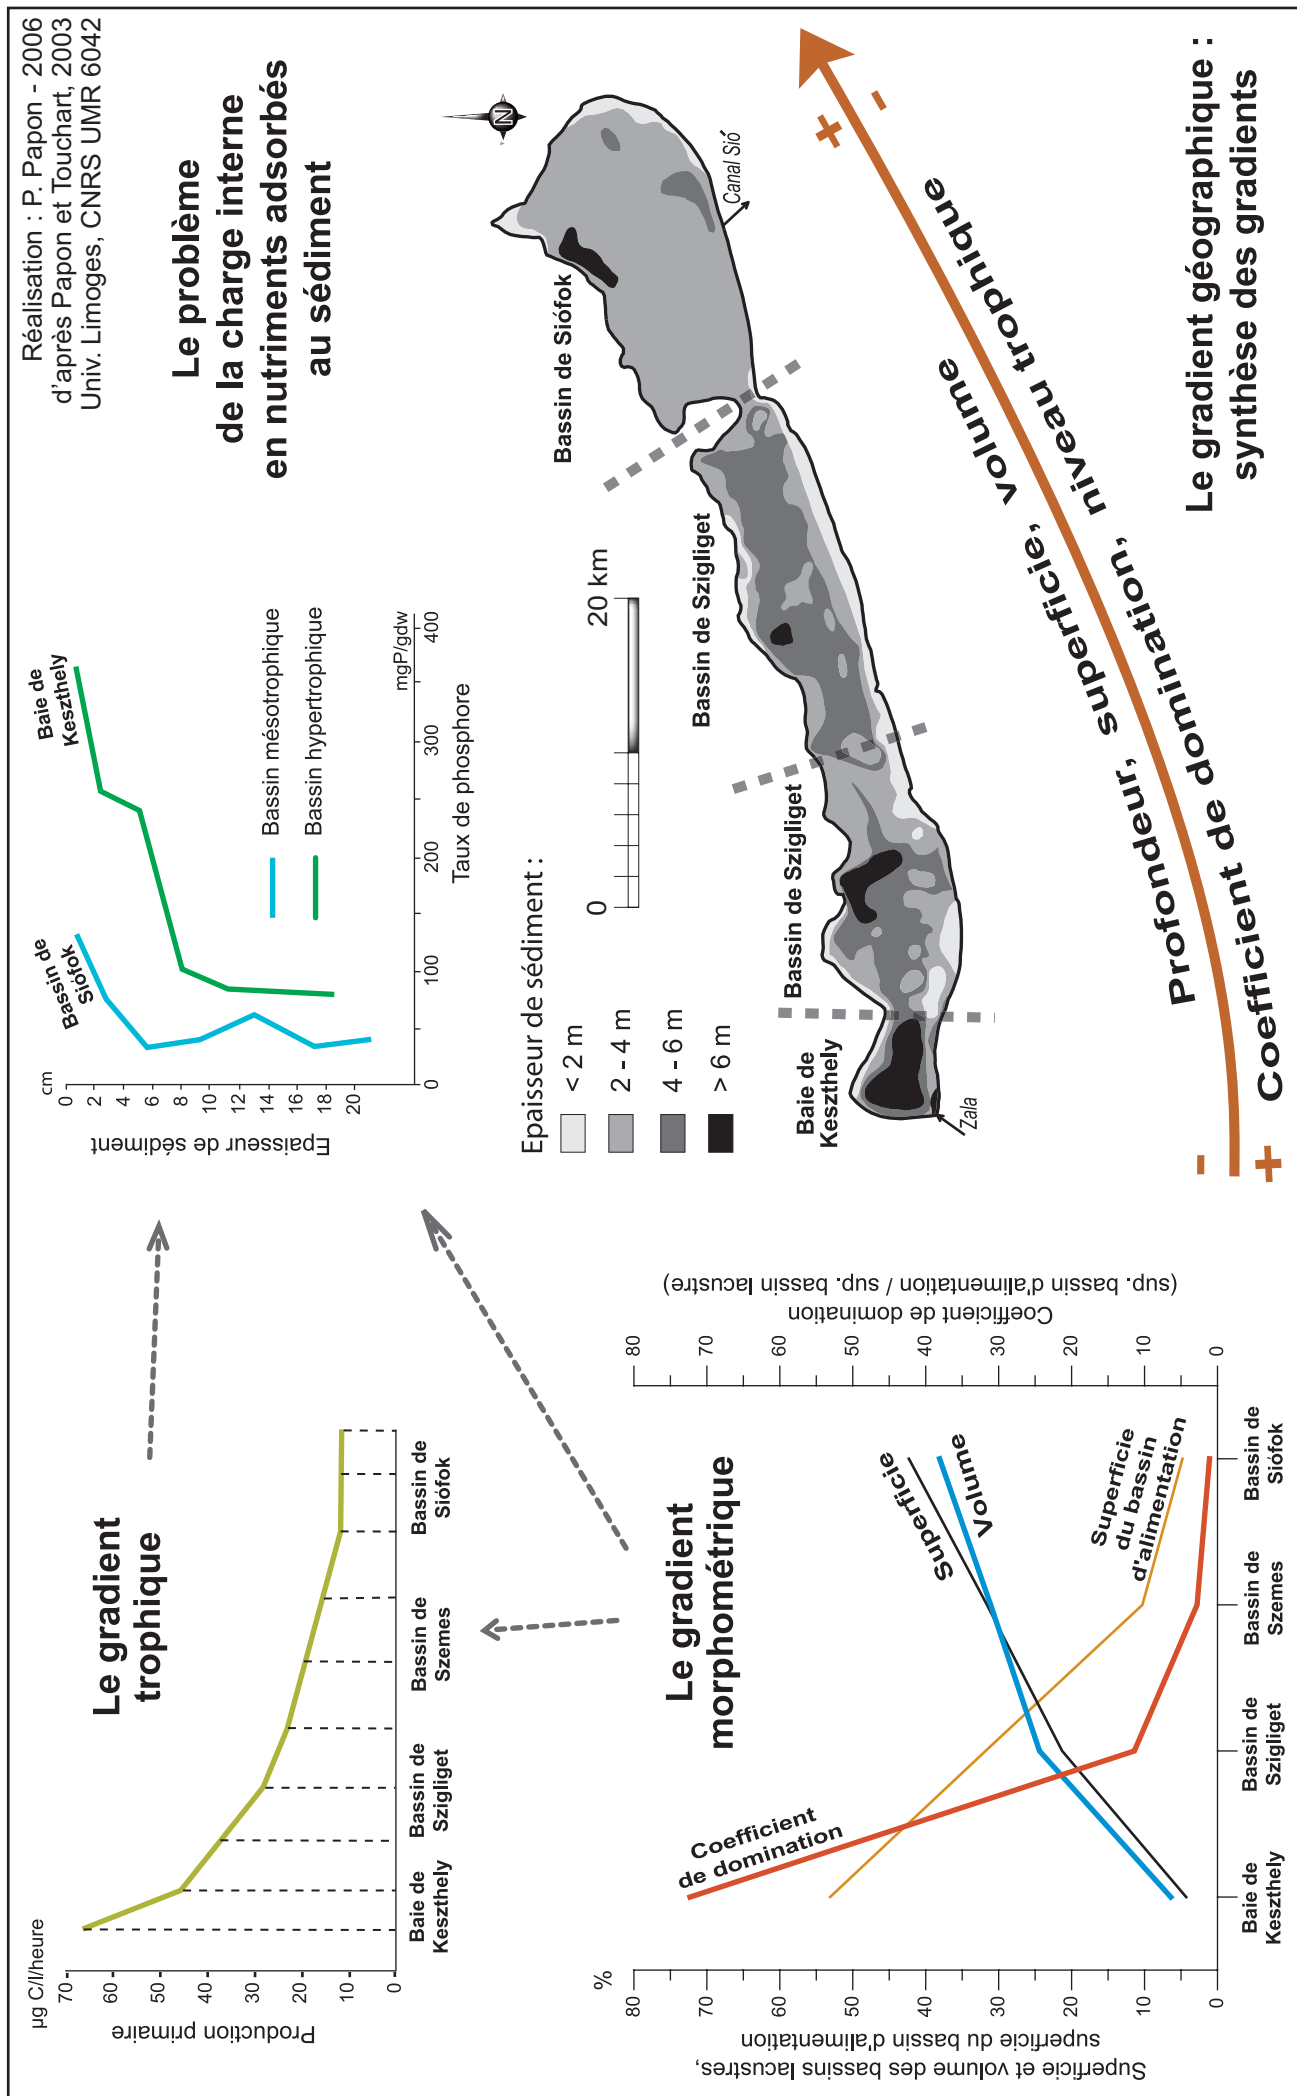 Le gradient
trophique
µg C/l/heure
Production primaire
70
60
50
40
30
20
10
0
Baie de
Keszthely
Bassin de
Szigliget
Bassin de
Szemes
Bassin de
Siófok
Réalisation : P. Papon - 2006
d'après Papon et Touchart, 2003
Univ. Limoges, CNRS UMR 6042
Le problème
de la charge interne
en nutriments adsorbés
au sédiment
cm
Epaisseur de sédiment
0
2
4
6
8
10
12
14
16
18
20
Bassin de
Siófok
Baie de
Keszthely
Bassin mésotrophique
Bassin hypertrophique
0
100
200
300
400
mgP/gdw
Taux de phosphore
Le gradient
morphométrique
%
Superficie et volume des bassins lacustres,
superficie du bassin d'alimentation
80
70
60
50
40
30
20
10
0
Coefficient
de domination
Superficie
Volume
Superficie
du bassin
d'alimentation
80
70
60
50
40
30
20
10
0
Coefficient de domination
(sup. bassin d'alimentation / sup. bassin lacustre)
Baie de
Keszthely
Bassin de
Szigliget
Bassin de
Szemes
Bassin de
Siófok
Epaisseur de sédiment :
< 2 m
2 - 4 m
4 - 6 m
> 6 m
0
20 km
N
Baie de
Keszthely
Bassin de Szigliget
Bassin de Szigliget
Bassin de Siófok
Zala
Canal Sió
- Profondeur, superficie, volume +
+ Coefficient de domination, niveau trophique -
Le gradient géographique :
synthèse des gradients